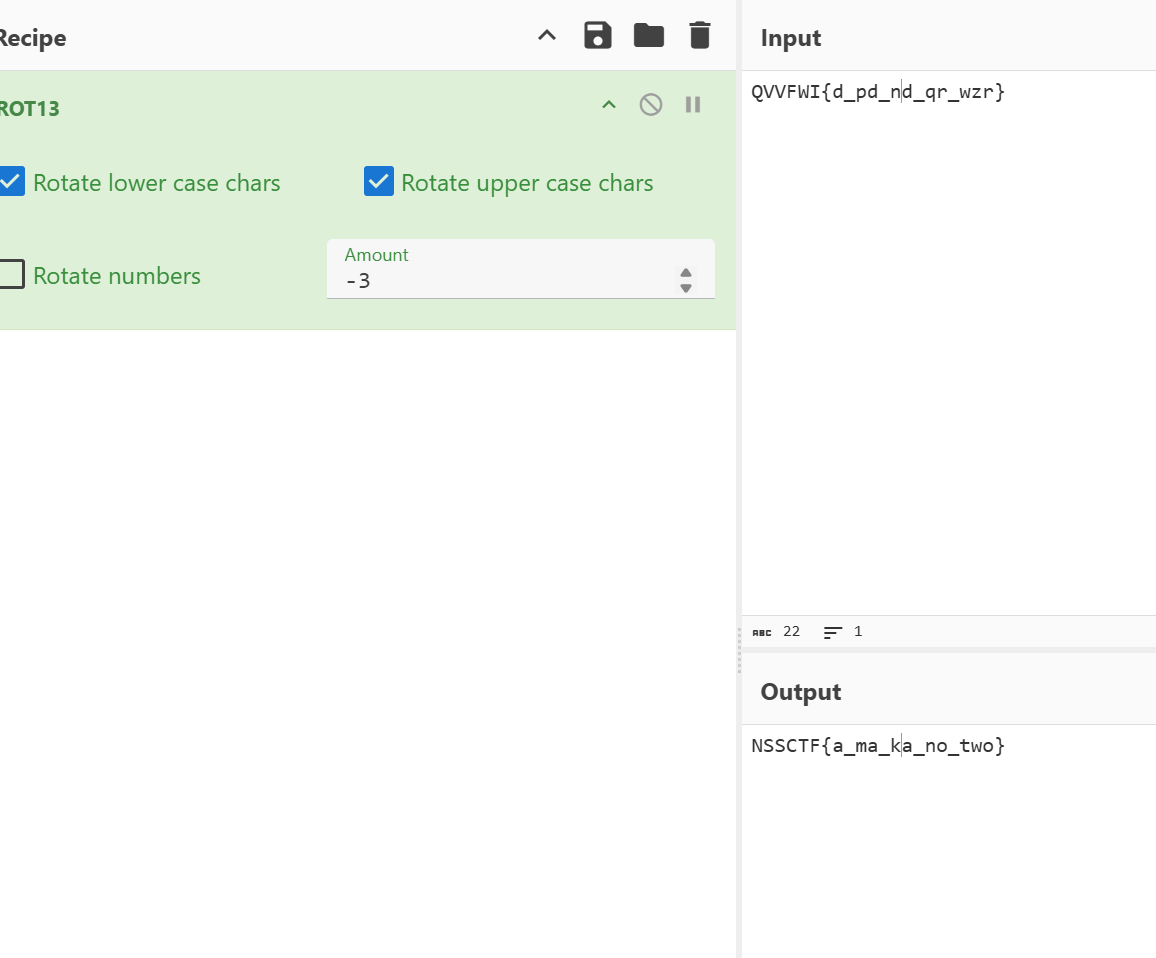 Recipe
ROT13
Rotate lower case chars
Rotate upper case chars
Rotate numbers
Amount
-3
Input
QVVFWI{d_pd_nd_qr_wzr}
ABC 22 1
Output
NSSCTF{a_ma_ka_no_two}